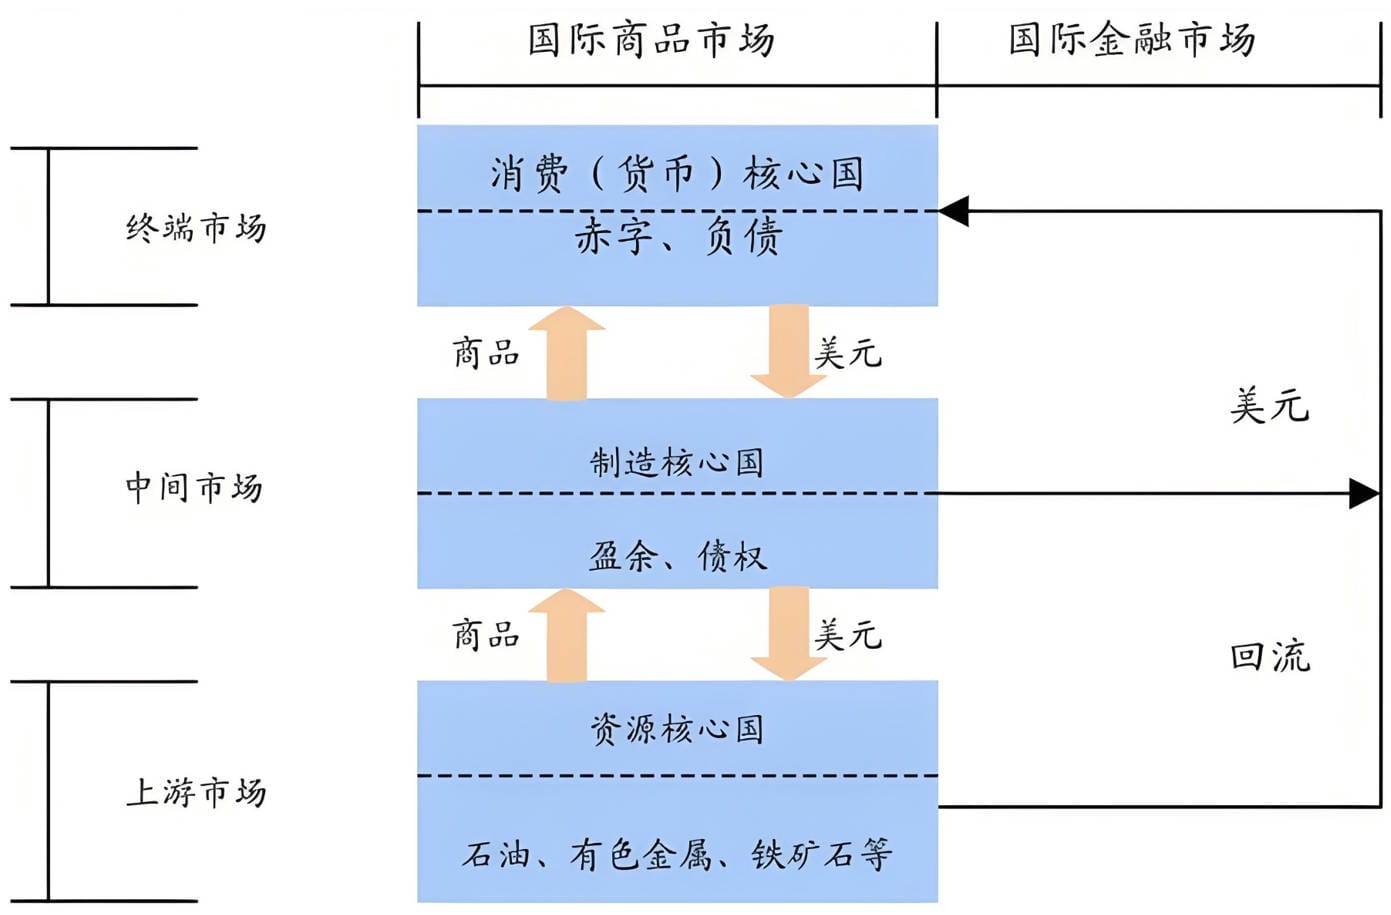 国际商品市场
国际金融市场
消费（货币）核心国
终端市场
赤字、负债
商品
美元
美元
制造核心国
中间市场
盈余、债权
商品
美元
回流
资源核心国
上游市场
石油、有色金属、铁矿石等